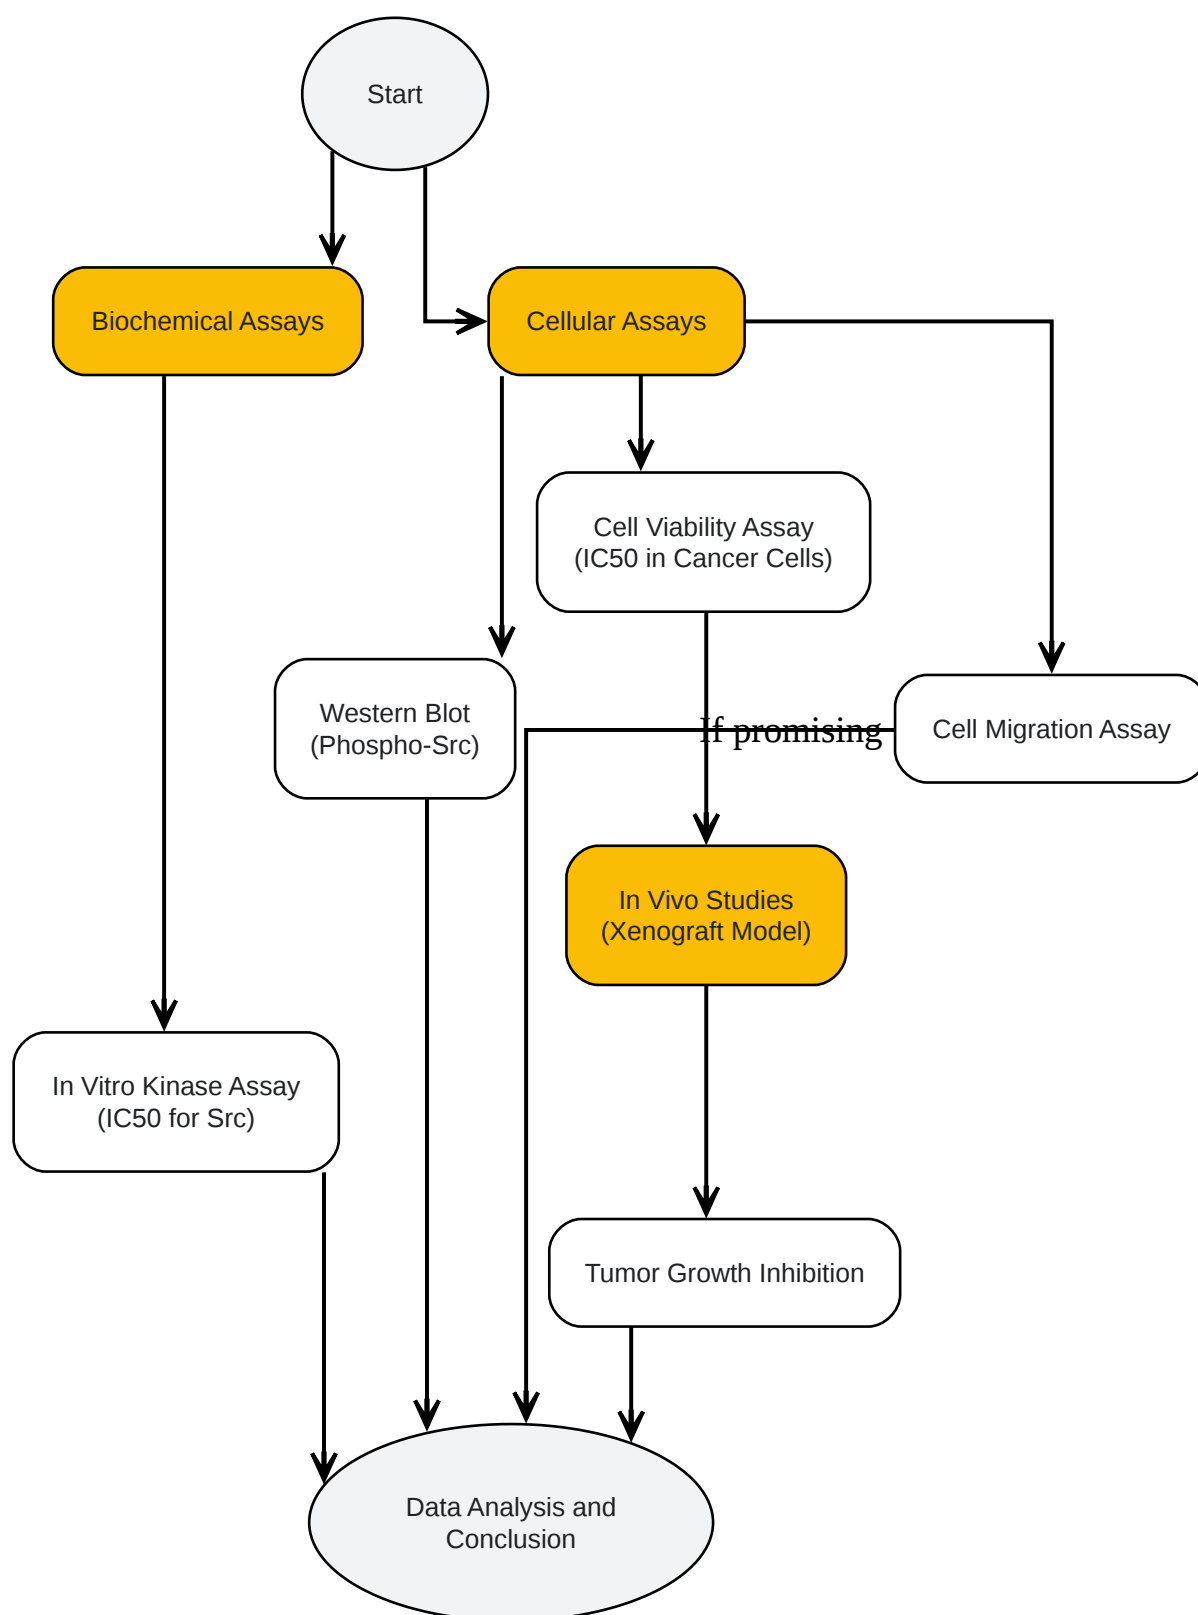 Start
Biochemical Assays
Cellular Assays
Cell Viability Assay
(IC50 in Cancer Cells)
Western Blot
(Phospho-Src)
If promising
Cell Migration Assay
In Vivo Studies
(Xenograft Model)
In Vitro Kinase Assay
(IC50 for Src)
Tumor Growth Inhibition
Data Analysis and
Conclusion